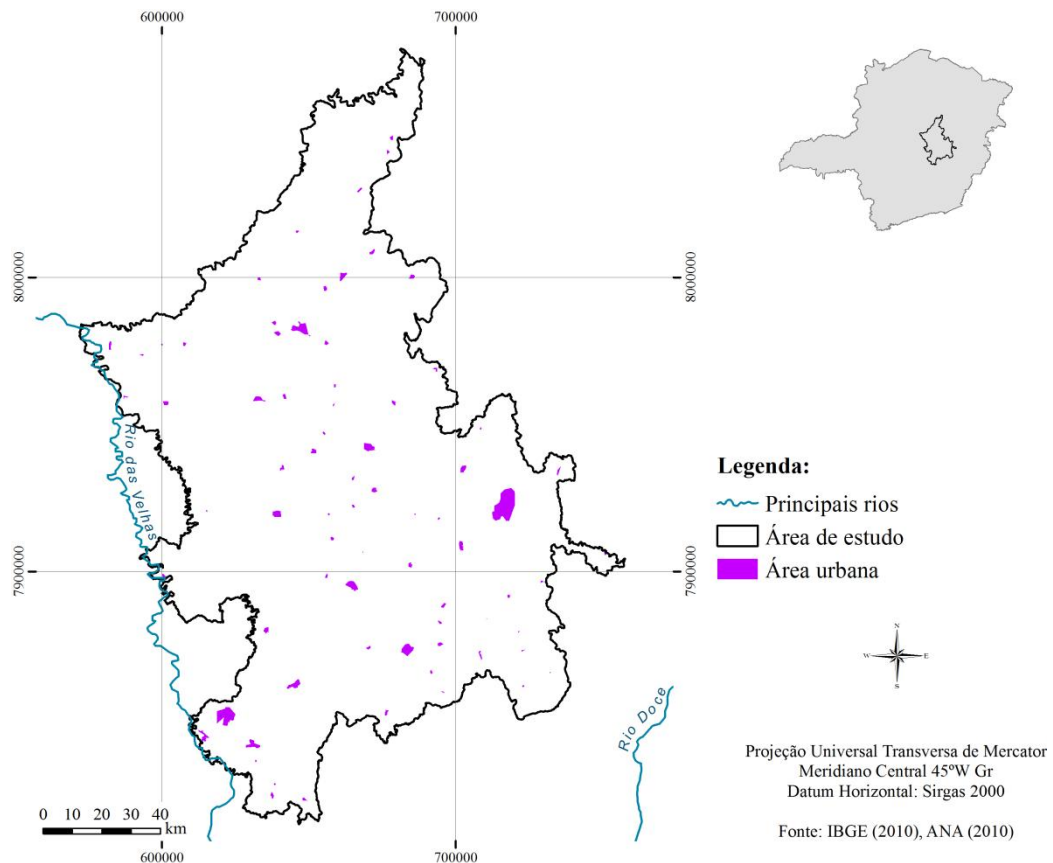 600000
700000
8000000
8000000
Rio das Velhas
7900000
7900000
Rio Doce
Legenda:
Principais rios
Área de estudo
Área urbana
N
W
E
S
0 10 20 30 40
km
600000
700000
Projeção Universal Transversa de Mercator
Meridiano Central 45ºW Gr
Datum Horizontal: Sirgas 2000
Fonte: IBGE (2010), ANA (2010)